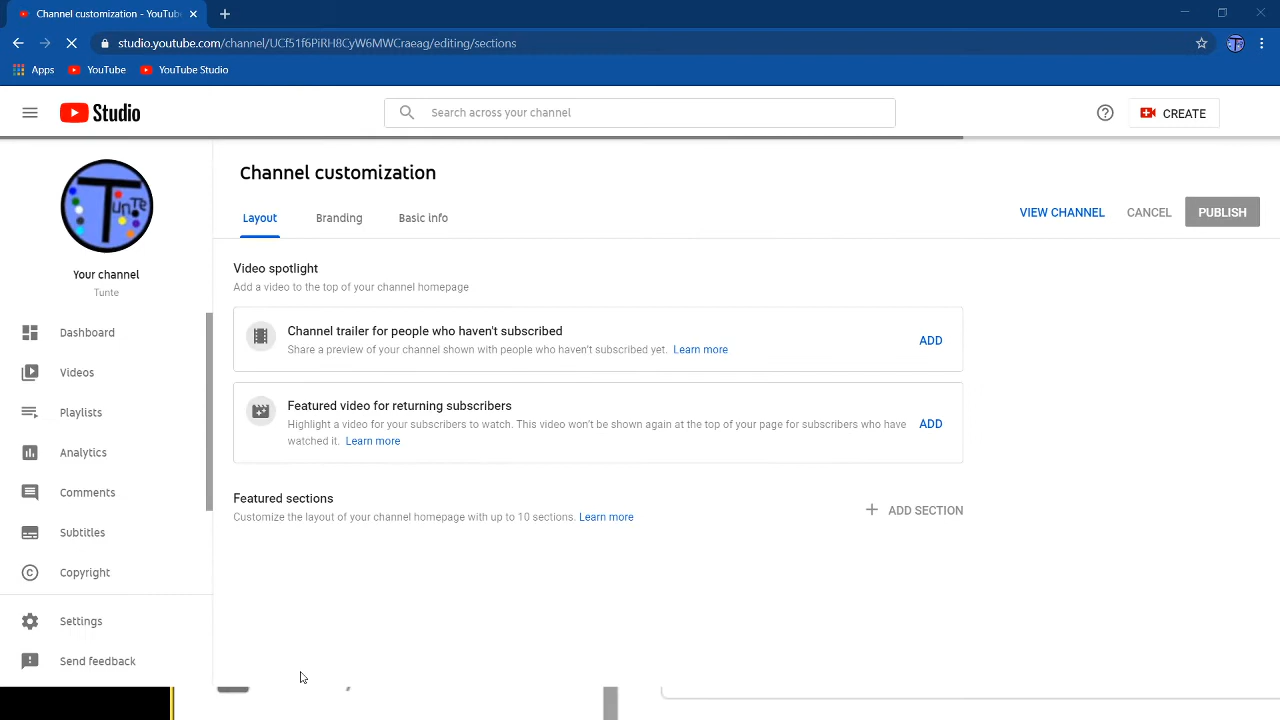 Channel customization - YouTub
studio.youtube.com/channel/UCf51f6PiRH8CyW6MWCraeag/editing/sections
Apps YouTube YouTube Studio
Studio
Search across your channel
CREATE
Tunte
Your channel
Tunte
Dashboard
Videos
Playlists
Analytics
Comments
Subtitles
Copyright
Settings
Send feedback
Channel customization
Layout Branding Basic info
VIEW CHANNEL CANCEL PUBLISH
Video spotlight
Add a video to the top of your channel homepage
Channel trailer for people who haven't subscribed
Share a preview of your channel shown with people who haven't subscribed yet. Learn more
ADD
Featured video for returning subscribers
Highlight a video for your subscribers to watch. This video won't be shown again at the top of your page for subscribers who have
watched it. Learn more
ADD
Featured sections
Customize the layout of your channel homepage with up to 10 sections. Learn more
ADD SECTION